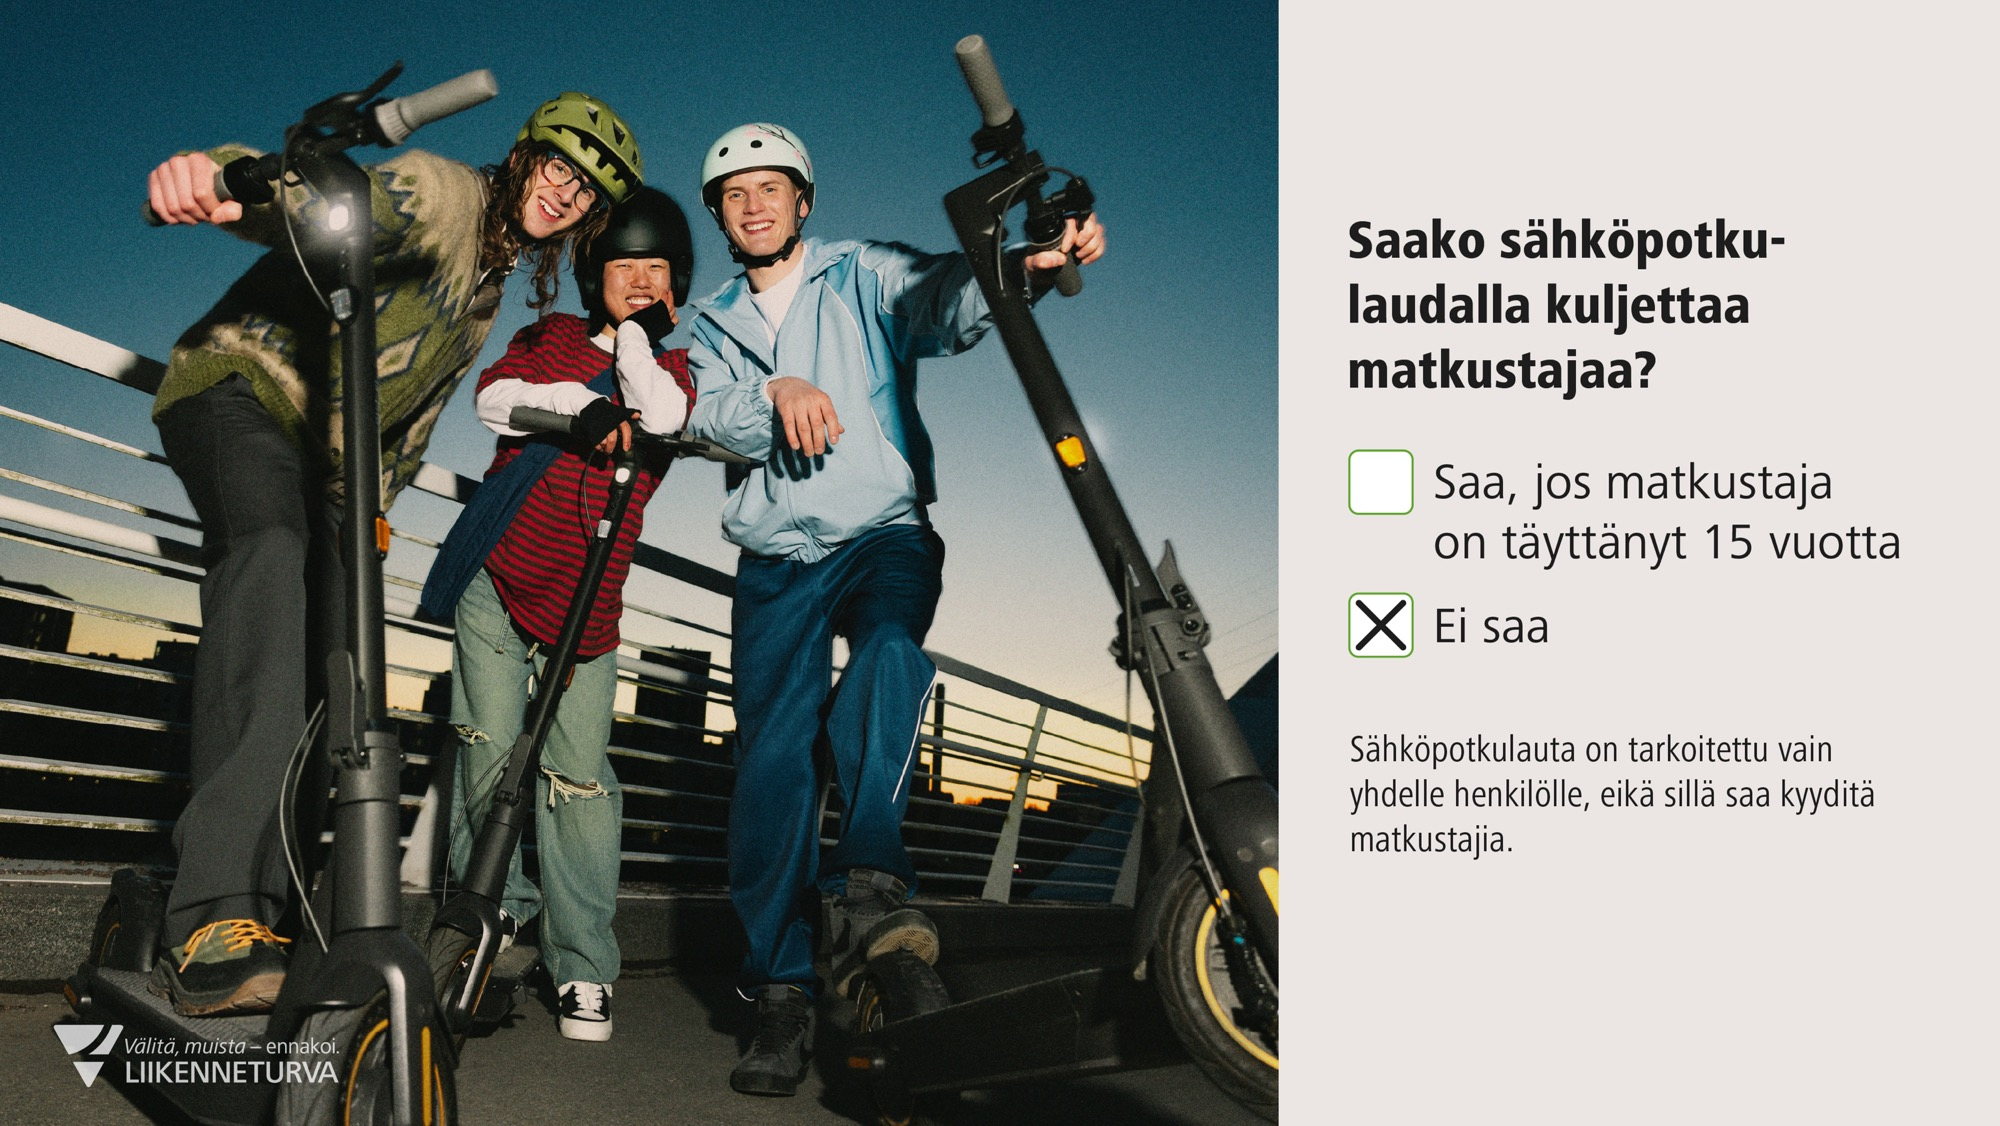 Saako sähköpotku-
laudalla kuljettaa
matkustajaa?
Saa, jos matkustaja
on täyttänyt 15 vuotta
Ei saa
Sähköpotkulauta on tarkoitettu vain
yhdelle henkilölle, eikä sillä saa kyyditä
matkustajia.
Välitä, muista – ennakoi.
LIIKENNETURVA